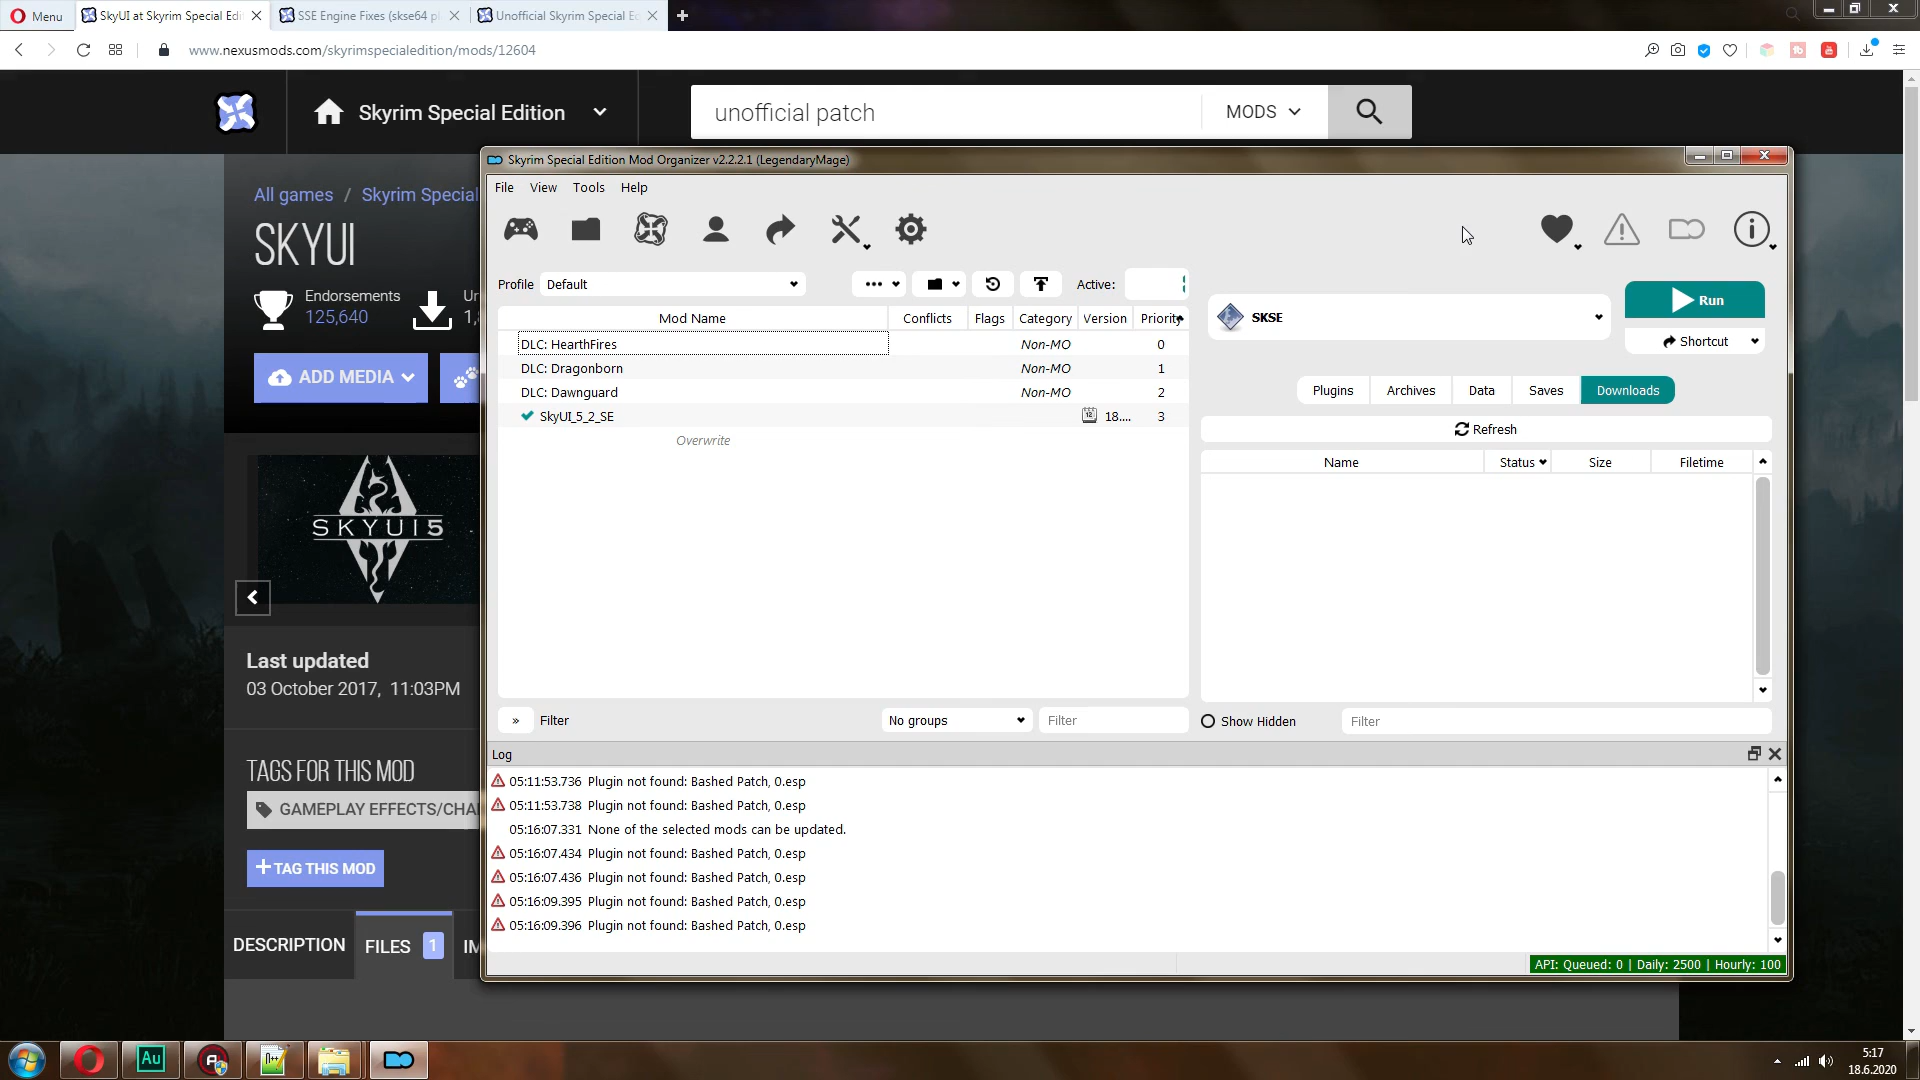 Menu
SkyUI at Skyrim Special Edi
SSE Engine Fixes (skse64 pl
Unofficial Skyrim Special Ec
www.nexusmods.com/skyrimspecialedition/mods/12604
Skyrim Special Edition
unofficial patch
MODS
All games / Skyrim Special
SKYUI
Endorsements
125,640
Un
1,
ADD MEDIA
SKYUI5
Last updated
03 October 2017, 11:03PM
TAGS FOR THIS MOD
GAMEPLAY EFFECTS/CHA
+TAG THIS MOD
DESCRIPTION
FILES 1
IM
Skyrim Special Edition Mod Organizer v2.2.2.1 (LegendaryMage)
File View Tools Help
Profile Default
Active:
Mod Name Conflicts Flags Category Version Priority
DLC: HearthFires Non-MO 0
DLC: Dragonborn Non-MO 1
DLC: Dawnguard Non-MO 2
SkyUI_5_2_SE 18.... 3
Overwrite
» Filter
No groups
Filter
SKSE
Run
Shortcut
Plugins Archives Data Saves Downloads
Refresh
Name Status Size Filetime
Show Hidden
Filter
Log
05:11:53.736 Plugin not found: Bashed Patch, 0.esp
05:11:53.738 Plugin not found: Bashed Patch, 0.esp
05:16:07.331 None of the selected mods can be updated.
05:16:07.434 Plugin not found: Bashed Patch, 0.esp
05:16:07.436 Plugin not found: Bashed Patch, 0.esp
05:16:09.395 Plugin not found: Bashed Patch, 0.esp
05:16:09.396 Plugin not found: Bashed Patch, 0.esp
API: Queued: 0 | Daily: 2500 | Hourly: 100
Au
5:17
18.6.2020